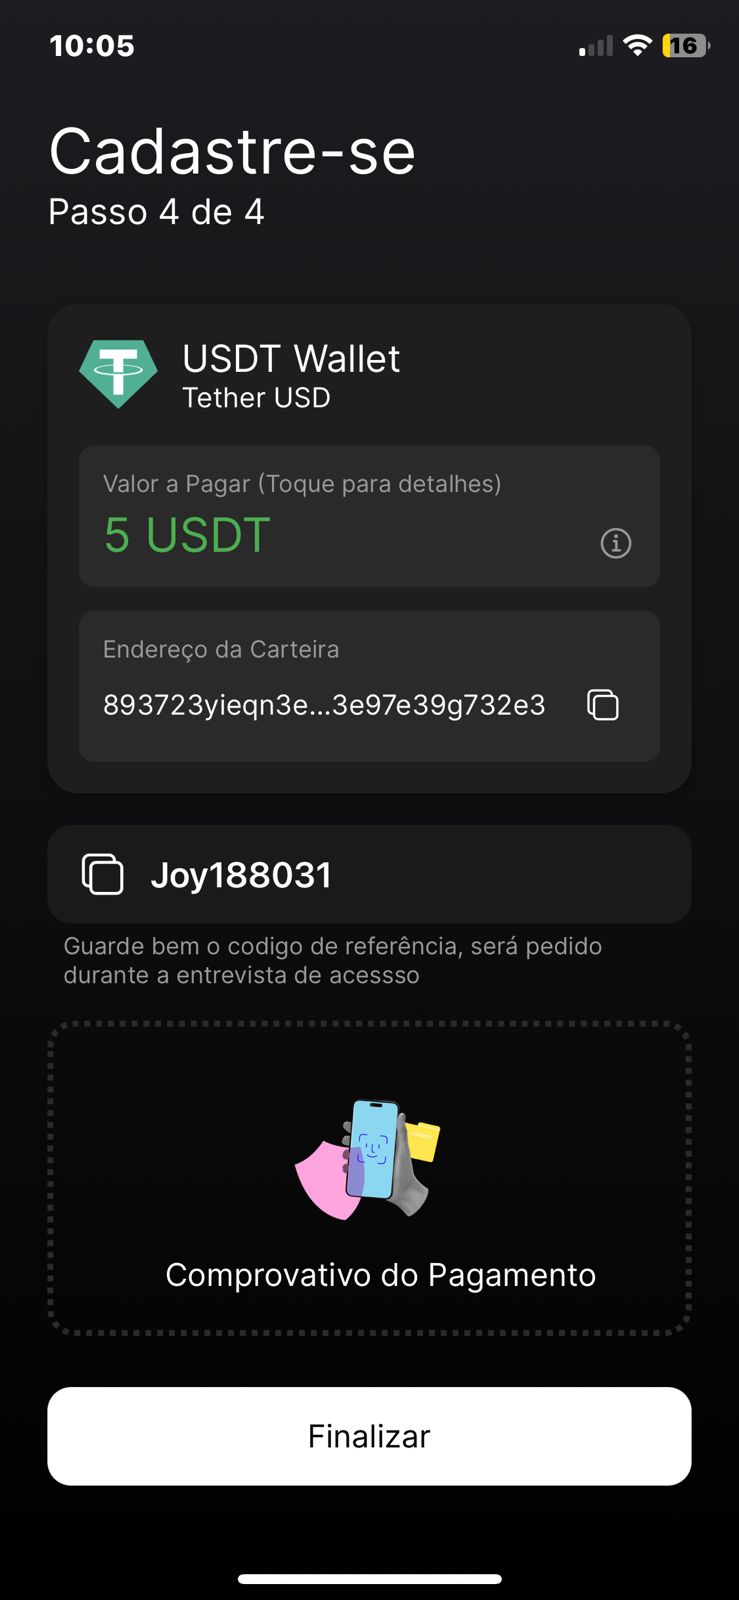 10:05
16
Cadastre-se
Passo 4 de 4
USDT Wallet
Tether USD
Valor a Pagar (Toque para detalhes)
5 USDT
Endereço da Carteira
893723yieqn3e...3e97e39g732e3
Joy188031
Guarde bem o codigo de referência, será pedido
durante a entrevista de acessso
Comprovativo do Pagamento
Finalizar